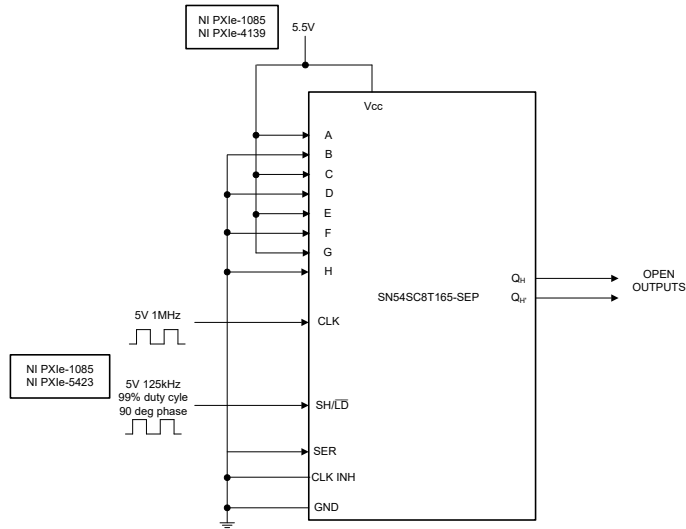 NI PXIe-1085
NI PXIe-4139
5.5V
Vcc
A
B
C
D
E
F
G
H
QH
QH'
OPEN
OUTPUTS
SN54SC8T165-SEP
5V 1MHz
CLK
NI PXIe-1085
NI PXIe-5423
5V 125kHz
99% duty cyle
90 deg phase
SH/L̅D̅
SER
CLK INH
GND